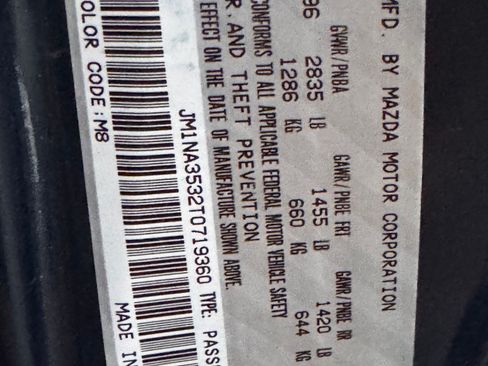 MFD. BY MAZDA MOTOR CORPORATION
96
GVWR/PNBA GAWR/PNBE FRT GAWR/PNBE RR
2835 LB 1455 LB 1420 LB
1286 KG 660 KG 644 KG
CONFORMS TO ALL APPLICABLE FEDERAL MOTOR VEHICLE SAFETY
AND THEFT PREVENTION
EFFECT ON THE DATE OF MANUFACTURE SHOWN ABOVE.
JM1NA3532T0719360 TYPE: PASS
COLOR CODE:M8
MADE IN